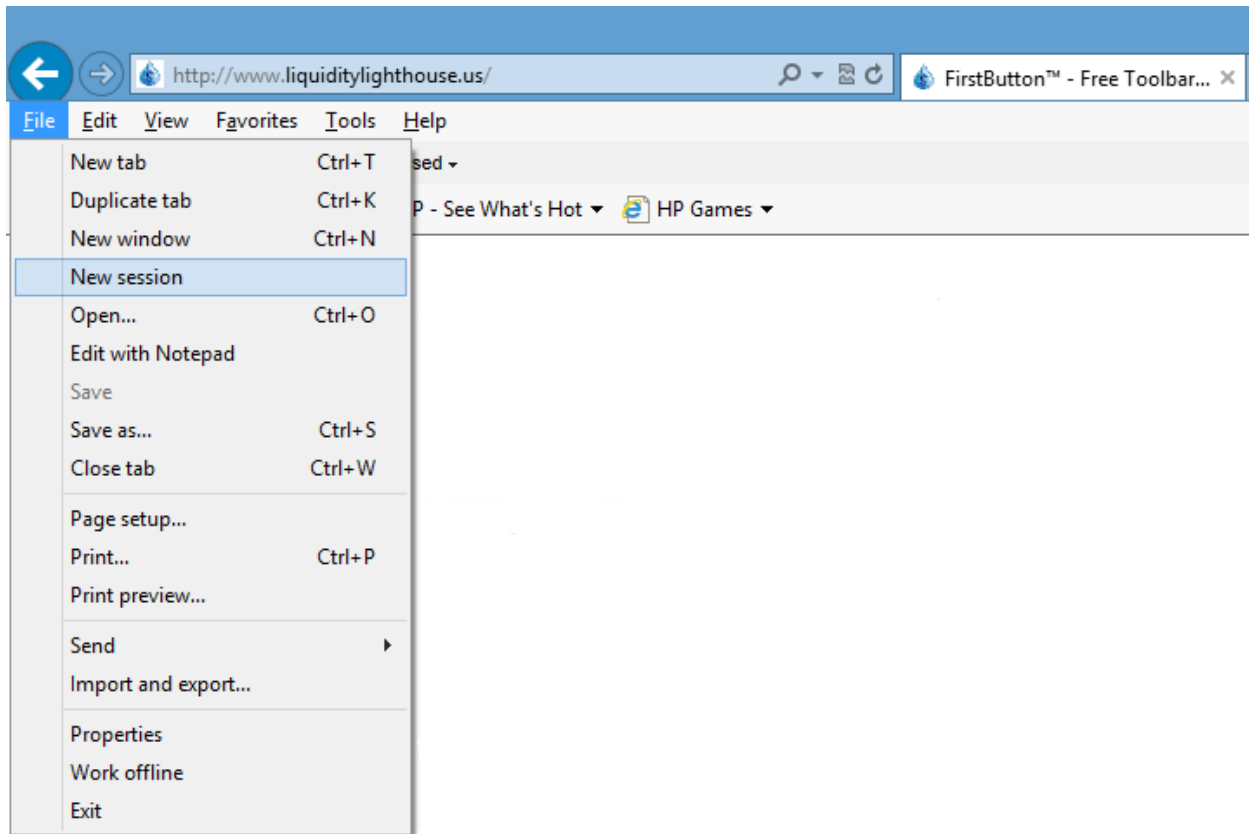 http://www.liquiditylighthouse.us/
FirstButton™ - Free Toolbar...
File Edit View Favorites Tools Help
sed
P - See What's Hot HP Games
New tab Ctrl+T
Duplicate tab Ctrl+K
New window Ctrl+N
New session
Open... Ctrl+O
Edit with Notepad
Save
Save as... Ctrl+S
Close tab Ctrl+W
Page setup...
Print... Ctrl+P
Print preview...
Send
Import and export...
Properties
Work offline
Exit